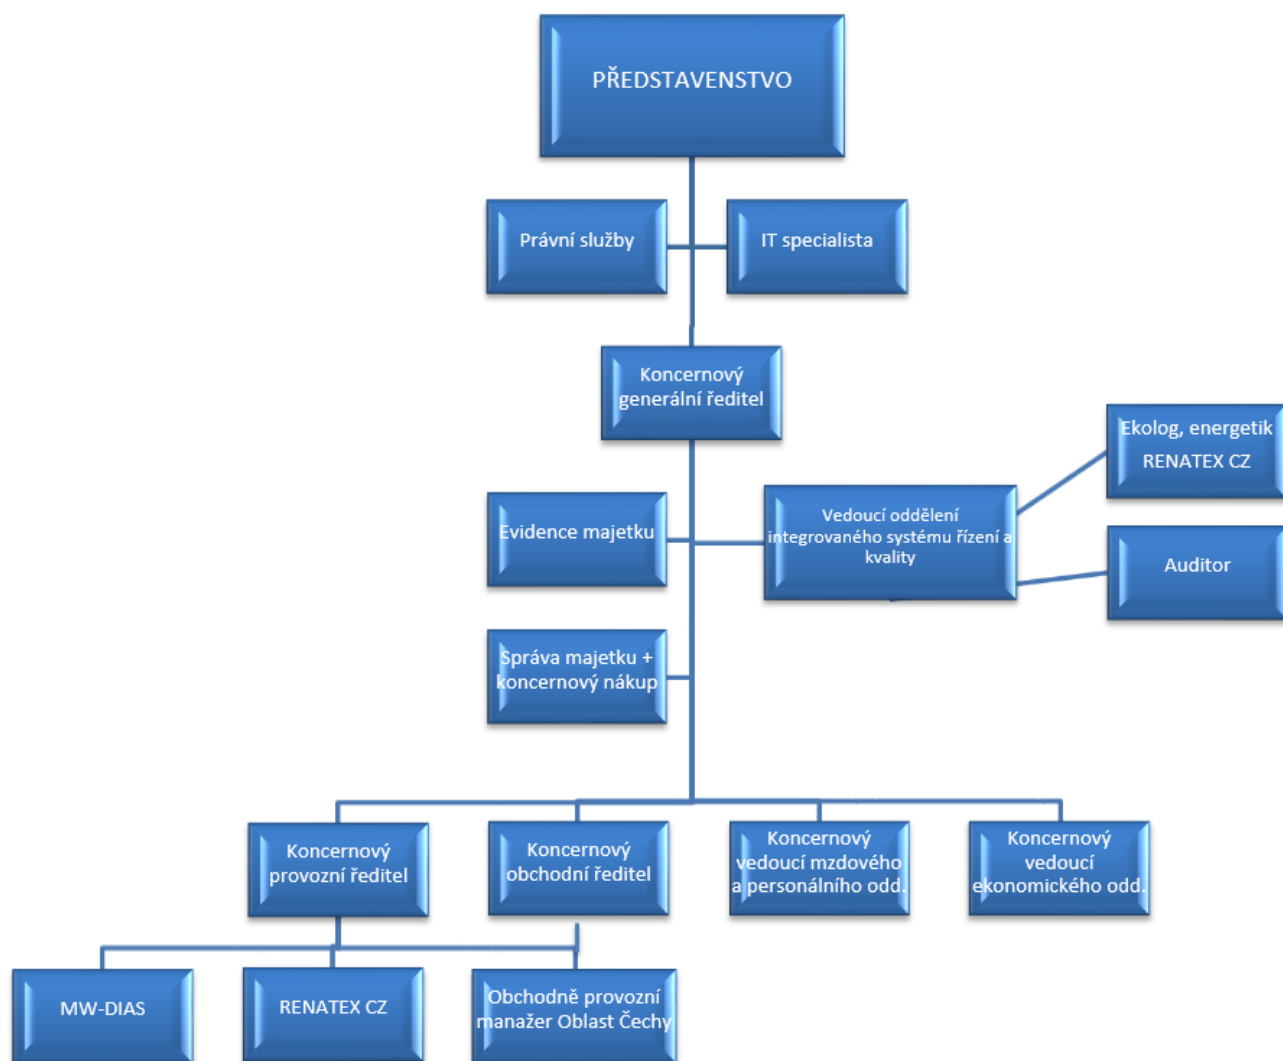 PŘEDSTAVENSTVO
Právní služby
IT specialista
Koncernový
generální ředitel
Ekolog, energetik
RENATEX CZ
Evidence majetku
Vedoucí oddělení
integrovaného systému řízení a
kvality
Auditor
Správa majetku +
koncernový nákup
Koncernový
provozní ředitel
Koncernový
obchodní ředitel
Koncernový
vedoucí mzdového
a personálního odd.
Koncernový
vedoucí
ekonomického odd.
MW-DIAS
RENATEX CZ
Obchodně provozní
manažer Oblast Čechy